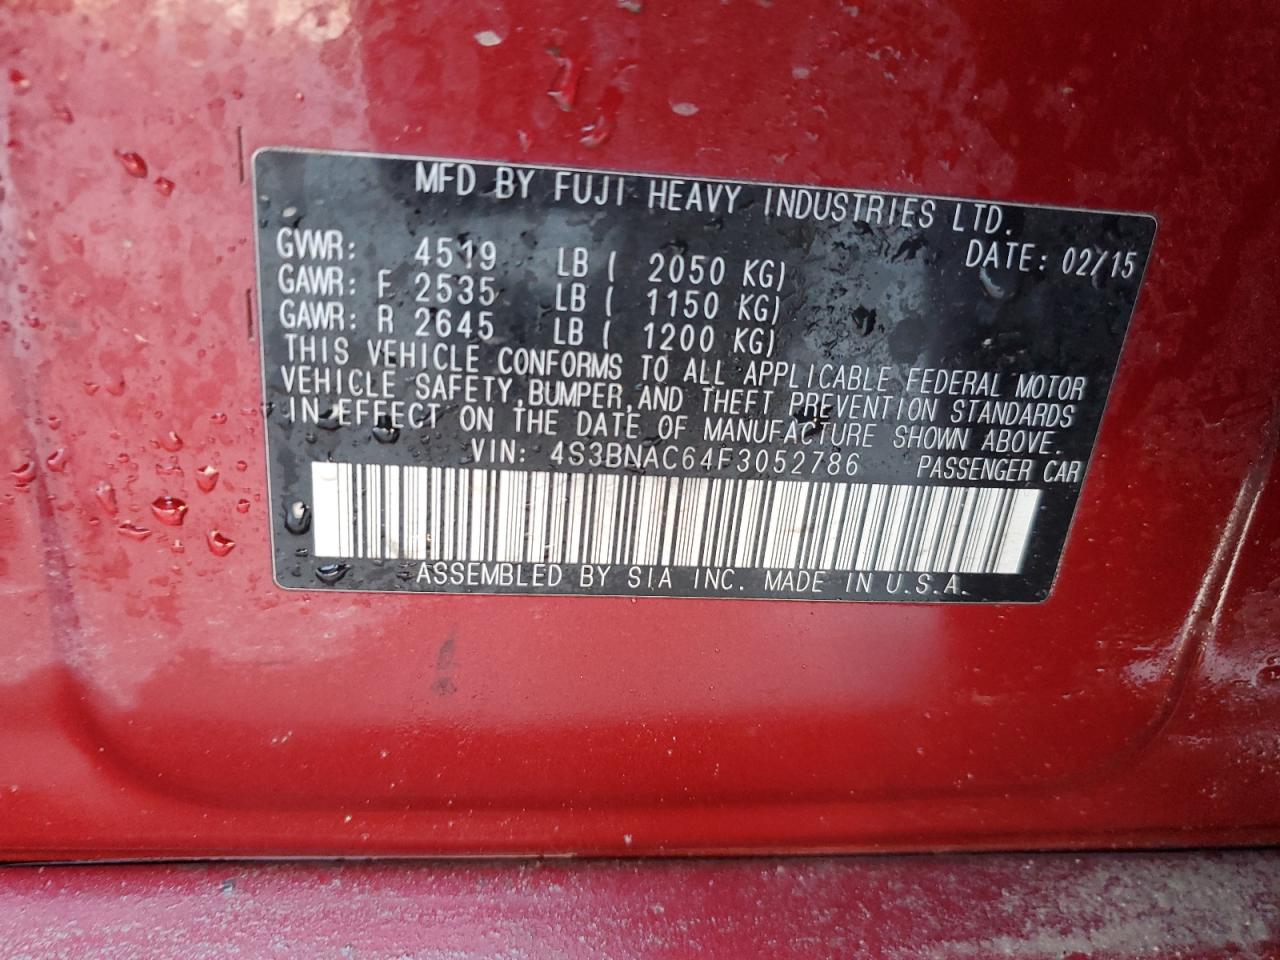 MFD BY FUJI HEAVY INDUSTRIES LTD.
DATE: 02/15
GVWR: 4519 LB ( 2050 KG)
GAWR: F 2535 LB ( 1150 KG)
GAWR: R 2645 LB ( 1200 KG)
THIS VEHICLE CONFORMS TO ALL APPLICABLE FEDERAL MOTOR
VEHICLE SAFETY, BUMPER, AND THEFT PREVENTION STANDARDS
IN EFFECT ON THE DATE OF MANUFACTURE SHOWN ABOVE.
VIN: 4S3BNAC64F3052786 PASSENGER CAR
ASSEMBLED BY SIA INC. MADE IN U.S.A.